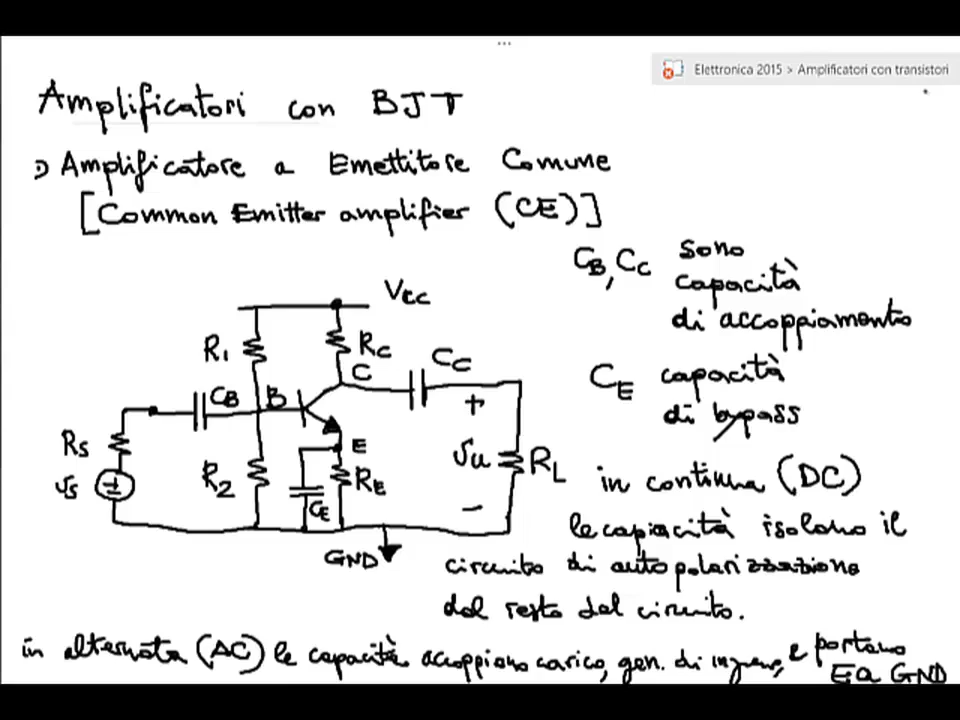 Elettronica 2015 > Amplificatori con transistori
Amplificatori con BJT
1) Amplificatore a Emettitore Comune
[Common Emitter amplifier (CE)]
CB, CC sono
capacità
di accoppiamento
CE capacità
di bypass
VCC
R1
RC
C
CC
CB
B
+
RS
E
R2
RE
vu
RL
vs
CE
-
GND
in continua (DC)
le capacità isolano il
circuito di autopolarizzazione
dal resto del circuito.
in alternata (AC) le capacità accoppiano carico, gen. di ingresso, e portano
E a GND